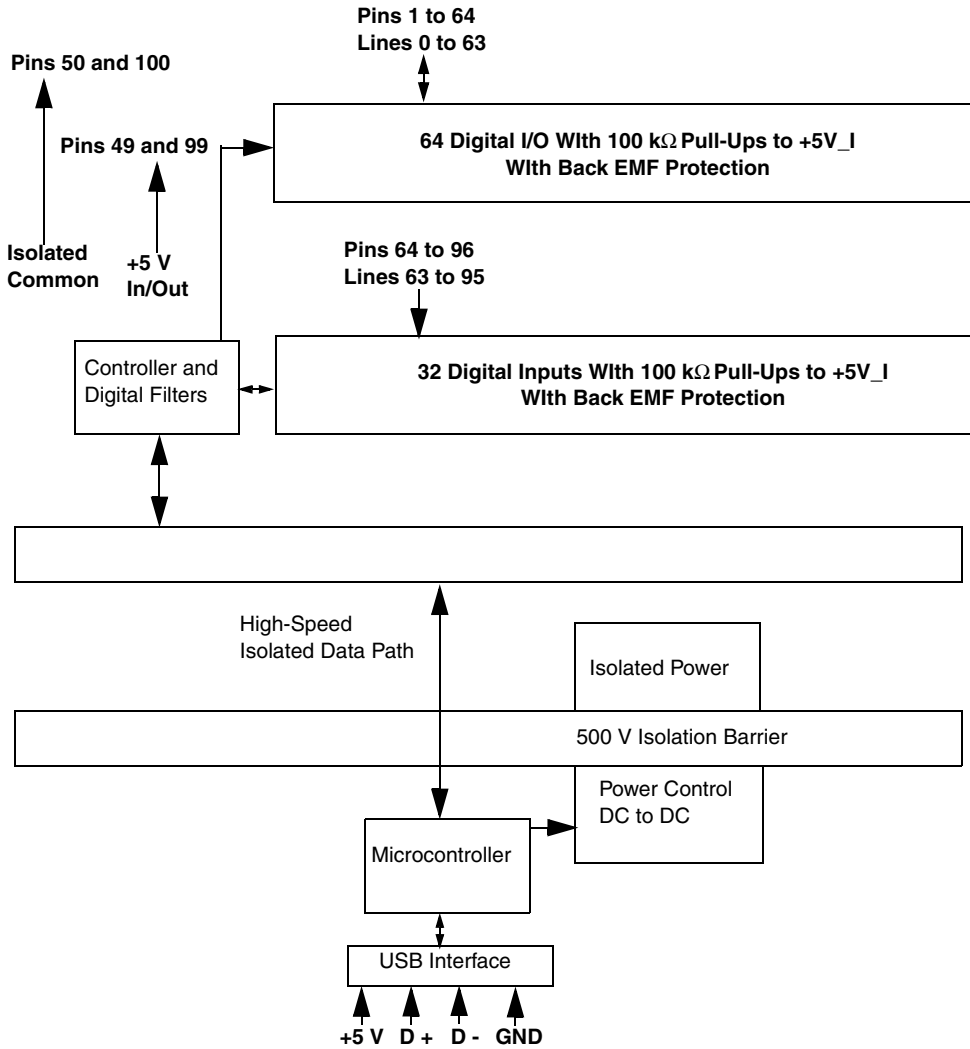 Pins 1 to 64
Lines 0 to 63
Pins 50 and 100
64 Digital I/O WIth 100 kΩ Pull-Ups to +5V_I
WIth Back EMF Protection
Pins 49 and 99
Isolated
Common
+5 V
In/Out
Pins 64 to 96
Lines 63 to 95
Controller and
Digital Filters
32 Digital Inputs WIth 100 kΩ Pull-Ups to +5V_I
WIth Back EMF Protection
High-Speed
Isolated Data Path
Isolated Power
500 V Isolation Barrier
Power Control
DC to DC
Microcontroller
USB Interface
+5 V D + D - GND